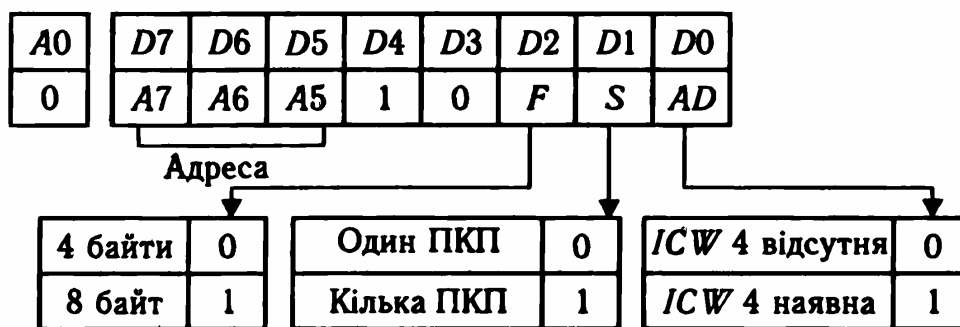 A0 D7 D6 D5 D4 D3 D2 D1 D0
0 A7 A6 A5 1 0 F S AD
Адреса
4 байти 0 Один ПКП 0 ICW 4 відсутня 0
8 байт 1 Кілька ПКП 1 ICW 4 наявна 1